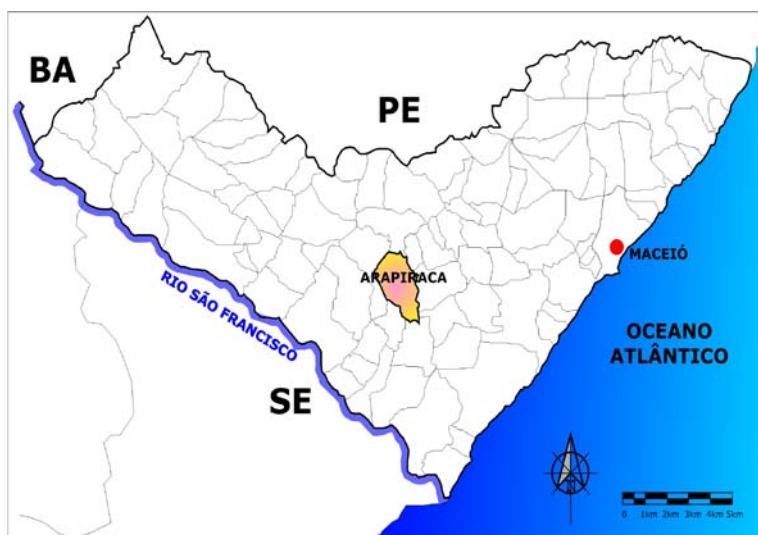 BA
PE
ARAPIRACA
MACEIÓ
RIO SÃO FRANCISCO
OCEANO
ATLÂNTICO
SE
N
0 1km 2km 3km 4km 5km